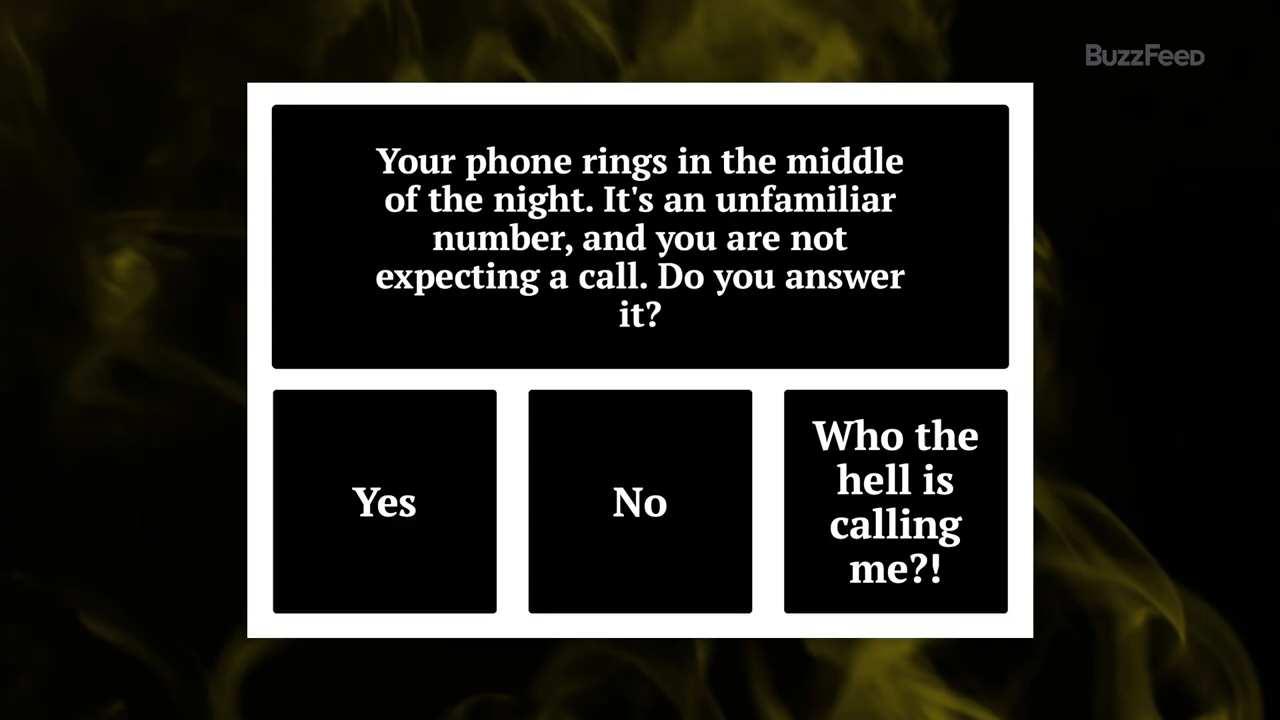 BuzzFeed
Your phone rings in the middle
of the night. It's an unfamiliar
number, and you are not
expecting a call. Do you answer
it?
Yes
No
Who the
hell is
calling
me?!